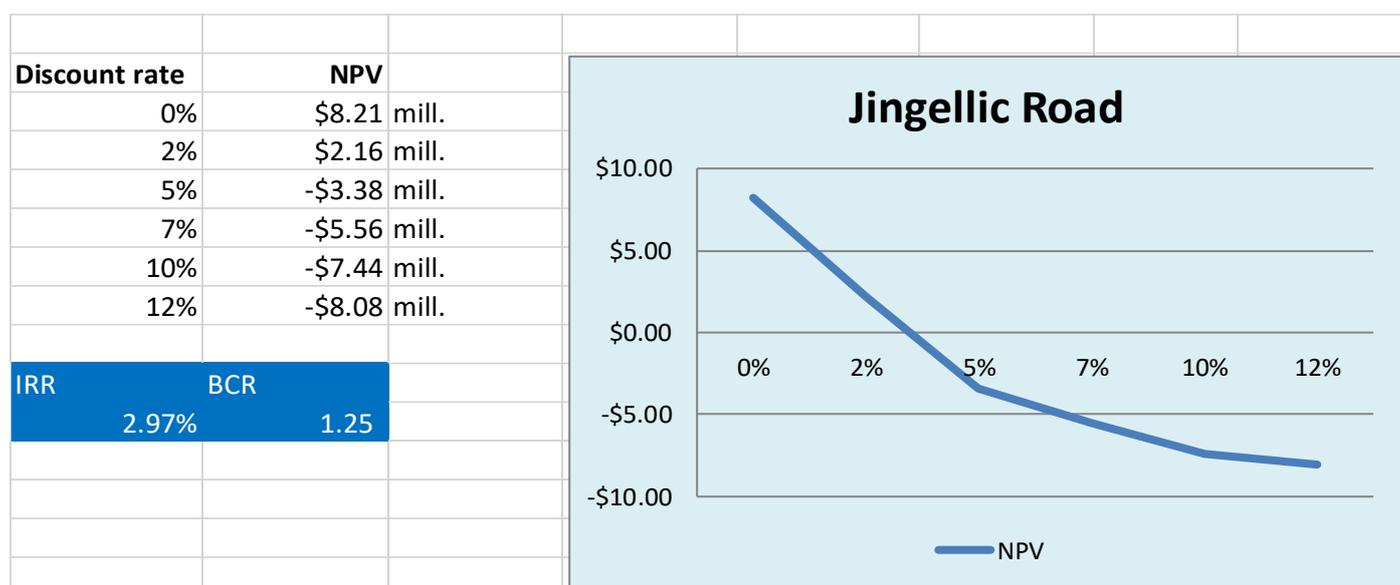 Discount rate NPV
0% $8.21 mill.
2% $2.16 mill.
5% -$3.38 mill.
7% -$5.56 mill.
10% -$7.44 mill.
12% -$8.08 mill.
IRR BCR
2.97% 1.25
Jingellic Road
$10.00
$5.00
$0.00
0% 2% 5% 7% 10% 12%
-$5.00
-$10.00
NPV